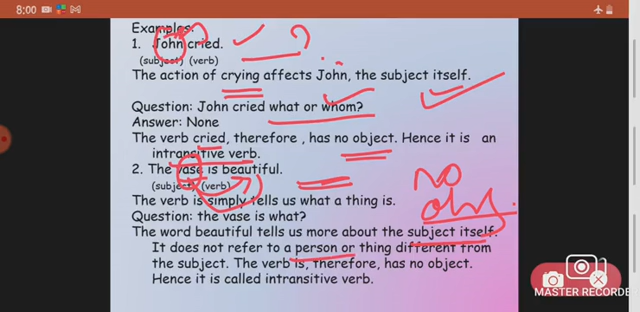 8:00
Examples:
1. John cried. ?
(subject) (verb)
The action of crying affects John, the subject itself.
Question: John cried what or whom?
Answer: None
The verb cried, therefore , has no object. Hence it is an
intransitive verb.
2. The vase is beautiful.
(subject) (verb)
no
obj.
The verb is simply tells us what a thing is.
Question: the vase is what?
The word beautiful tells us more about the subject itself.
It does not refer to a person or thing different from
the subject. The verb is, therefore, has no object.
Hence it is called intransitive verb.
MASTER RECORDE